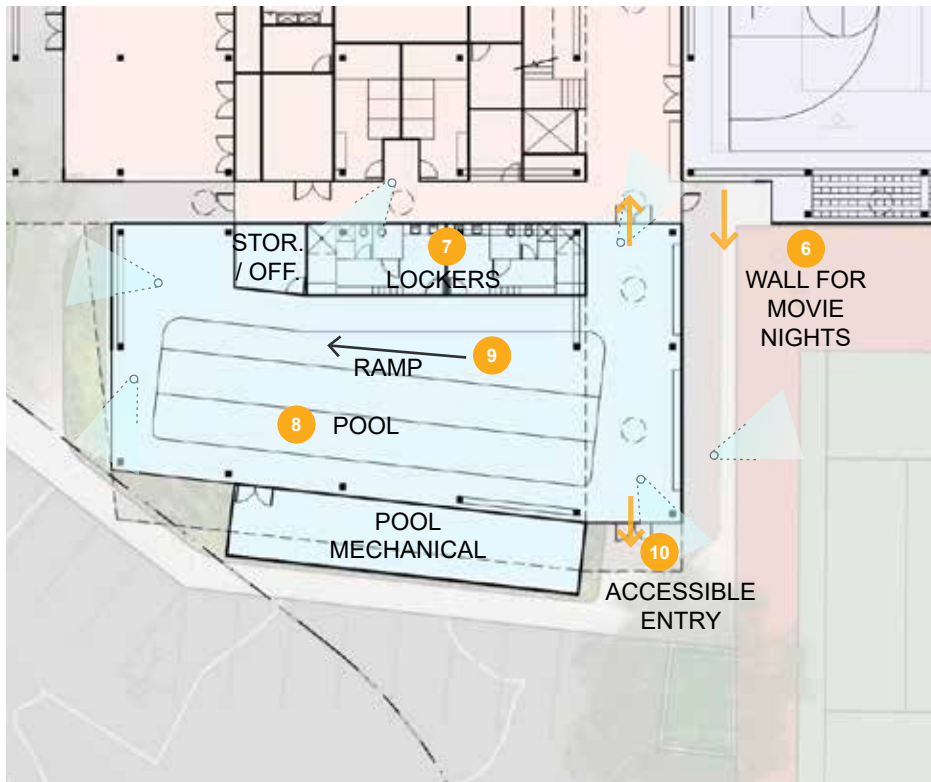 6
WALL FOR
MOVIE
NIGHTS
STOR.
/ OFF.
7
LOCKERS
9
RAMP
8
POOL
POOL
MECHANICAL
10
ACCESSIBLE
ENTRY